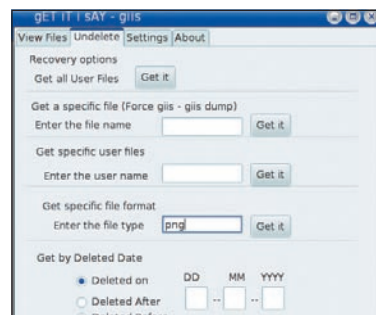 gET IT i sAY - giis
View Files Undelete Settings About
Recovery options
Get all User Files Get it
Get a specific file (Force giis - giis dump)
Enter the file name Get it
Get specific user files
Enter the user name Get it
Get specific file format
Enter the file type png Get it
Get by Deleted Date
Deleted on DD MM YYYY
Deleted After -- --
Deleted Before